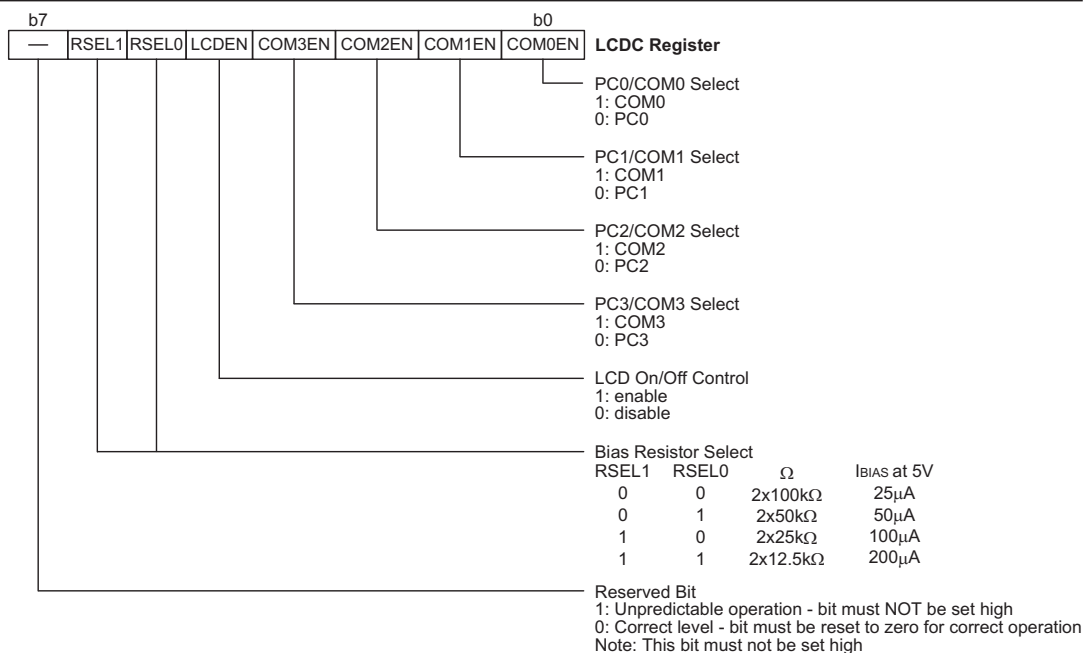 b7 b0
— RSEL1 RSEL0 LCDEN COM3EN COM2EN COM1EN COM0EN LCDC Register
PC0/COM0 Select
1: COM0
0: PC0
PC1/COM1 Select
1: COM1
0: PC1
PC2/COM2 Select
1: COM2
0: PC2
PC3/COM3 Select
1: COM3
0: PC3
LCD On/Off Control
1: enable
0: disable
Bias Resistor Select
RSEL1 RSEL0 Ω IBIAS at 5V
0 0 2x100kΩ 25μA
0 1 2x50kΩ 50μA
1 0 2x25kΩ 100μA
1 1 2x12.5kΩ 200μA
Reserved Bit
1: Unpredictable operation - bit must NOT be set high
0: Correct level - bit must be reset to zero for correct operation
Note: This bit must not be set high